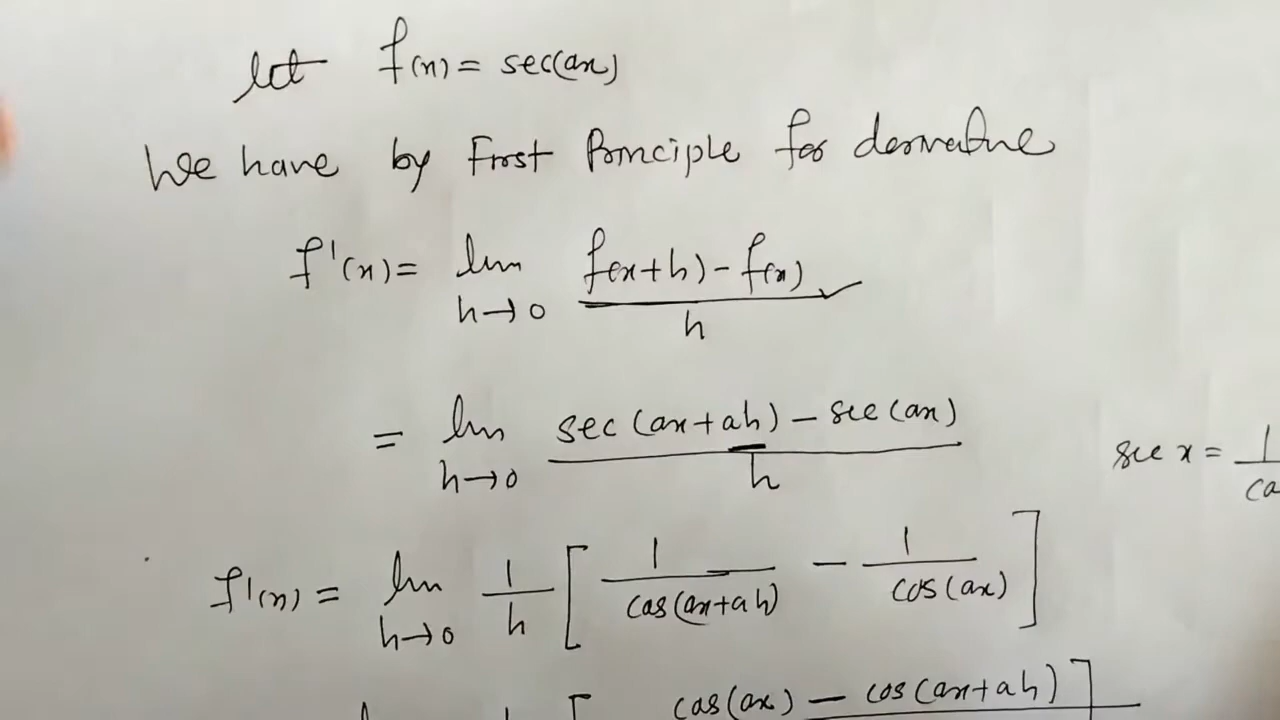 let f(x) = sec(ax)
We have by First Principle for derivative
f'(x) = lim h→0 f(x+h) - f(x) / h
= lim h→0 sec(ax+ah) - sec(ax) / h
sec x = 1 /
f'(x) = lim h→0 1/h [ 1/cos(ax+ah) - 1/cos(ax) ]
cos(ax) - cos(ax+ah) ]